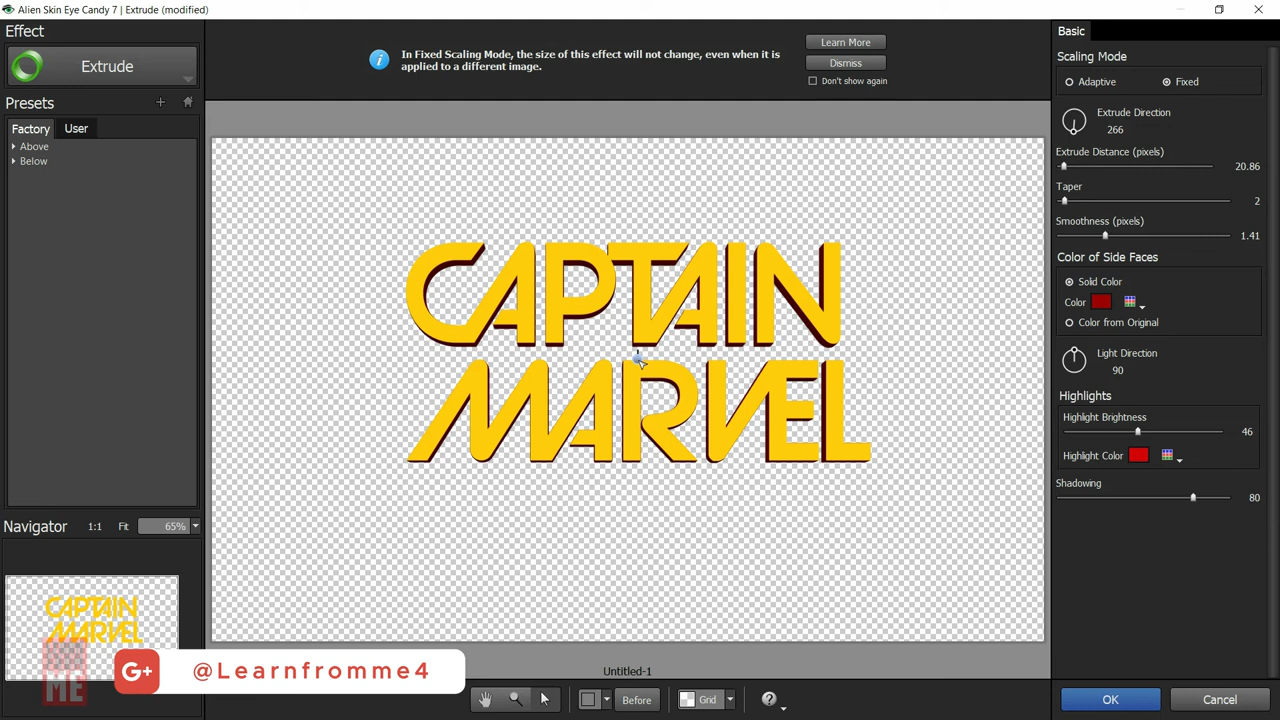 Alien Skin Eye Candy 7 | Extrude (modified)
Effect
Extrude
Presets
Factory
User
Above
Below
Navigator
1:1
Fit
65%
CAPTAIN
MARVEL
ME
G+
@Learnfromme4
In Fixed Scaling Mode, the size of this effect will not change, even when it is
applied to a different image.
Learn More
Dismiss
Don't show again
CAPTAIN
MARVEL
Untitled-1
Before
Grid
Basic
Scaling Mode
Adaptive
Fixed
Extrude Direction
266
Extrude Distance (pixels)
20.86
Taper
2
Smoothness (pixels)
1.41
Color of Side Faces
Solid Color
Color
Color from Original
Light Direction
90
Highlights
Highlight Brightness
46
Highlight Color
Shadowing
80
OK
Cancel